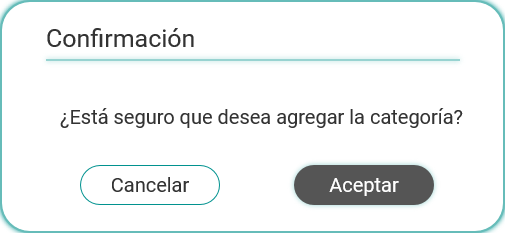 Confirmación
¿Está seguro que desea agregar la categoría?
Cancelar
Aceptar